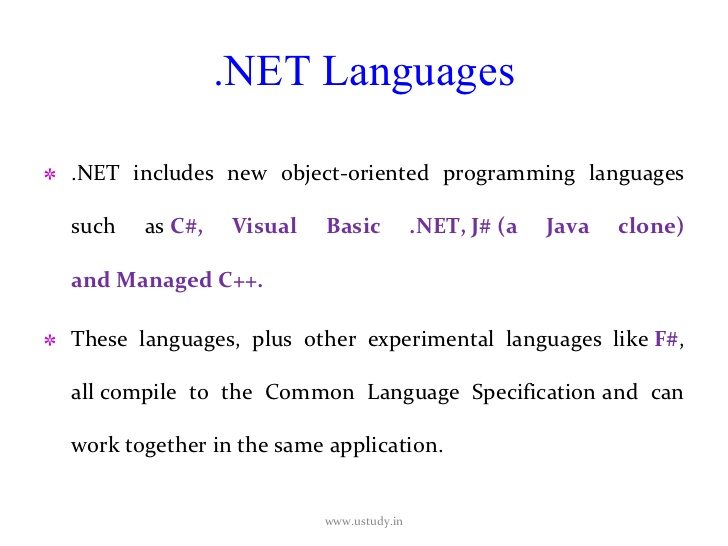 .NET Languages
.NET includes new object-oriented programming languages
such as C#, Visual Basic .NET, J# (a Java clone)
and Managed C++.
These languages, plus other experimental languages like F#,
all compile to the Common Language Specification and can
work together in the same application.
www.ustudy.in